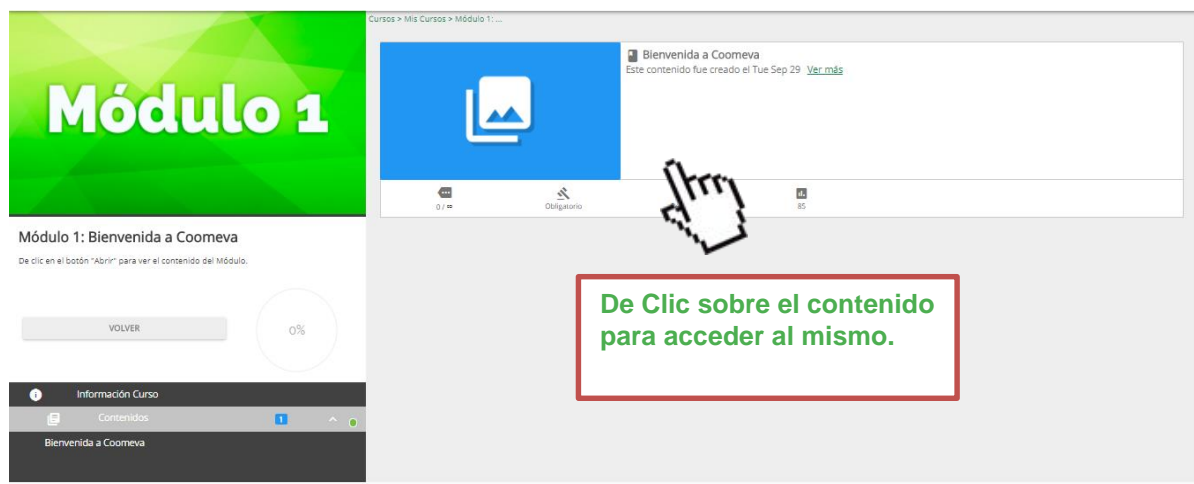 Cursos > Mis Cursos > Módulo 1: ...
Módulo 1
Bienvenida a Coomeva
Este contenido fue creado el Tue Sep 29 Ver más
0 / ∞
Obligatorio
85
Módulo 1: Bienvenida a Coomeva
De clic en el botón "Abrir" para ver el contenido del Módulo.
VOLVER
0%
De Clic sobre el contenido
para acceder al mismo.
Información Curso
Contenidos 1
Bienvenida a Coomeva